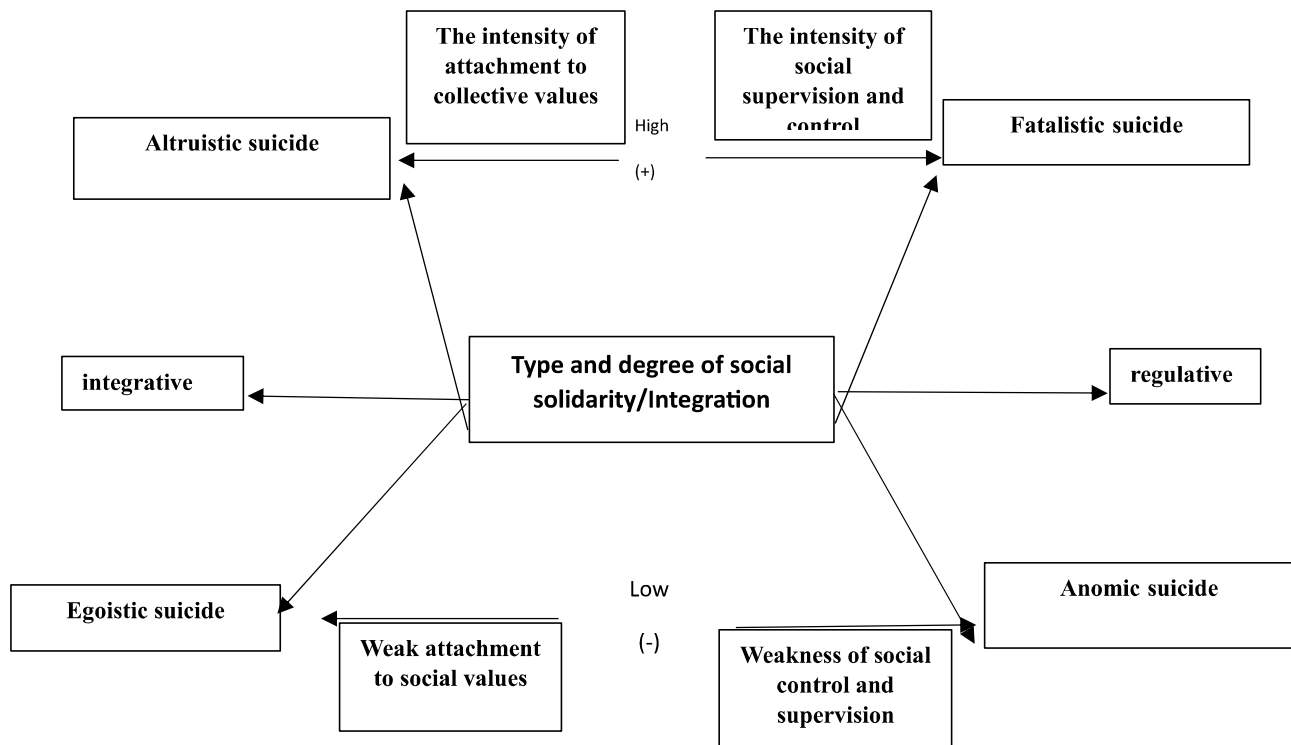 The intensity of
attachment to
collective values
The intensity of
social
supervision and
control
Altruistic suicide
High
(+)
Fatalistic suicide
integrative
Type and degree of social
solidarity/Integration
regulative
Egoistic suicide
Low
(-)
Anomic suicide
Weak attachment
to social values
Weakness of social
control and
supervision